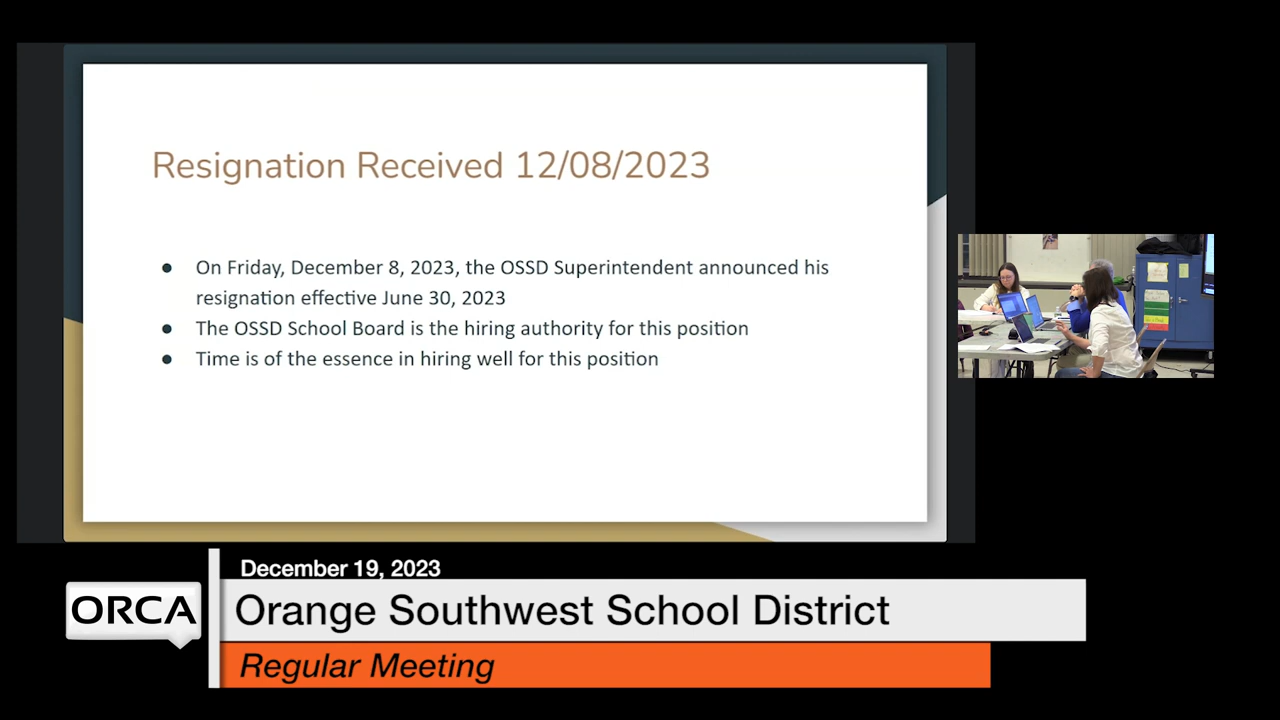 Resignation Received 12/08/2023
● On Friday, December 8, 2023, the OSSD Superintendent announced his
resignation effective June 30, 2023
● The OSSD School Board is the hiring authority for this position
● Time is of the essence in hiring well for this position
December 19, 2023
ORCA
Orange Southwest School District
Regular Meeting